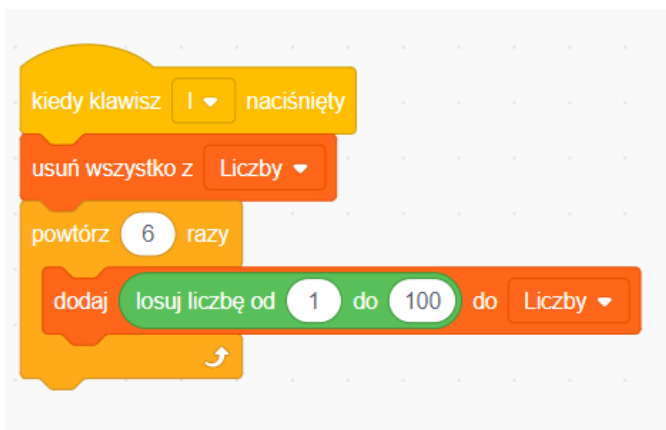 kiedy klawisz l naciśnięty
usuń wszystko z Liczby
powtórz 6 razy
dodaj losuj liczbę od 1 do 100 do Liczby